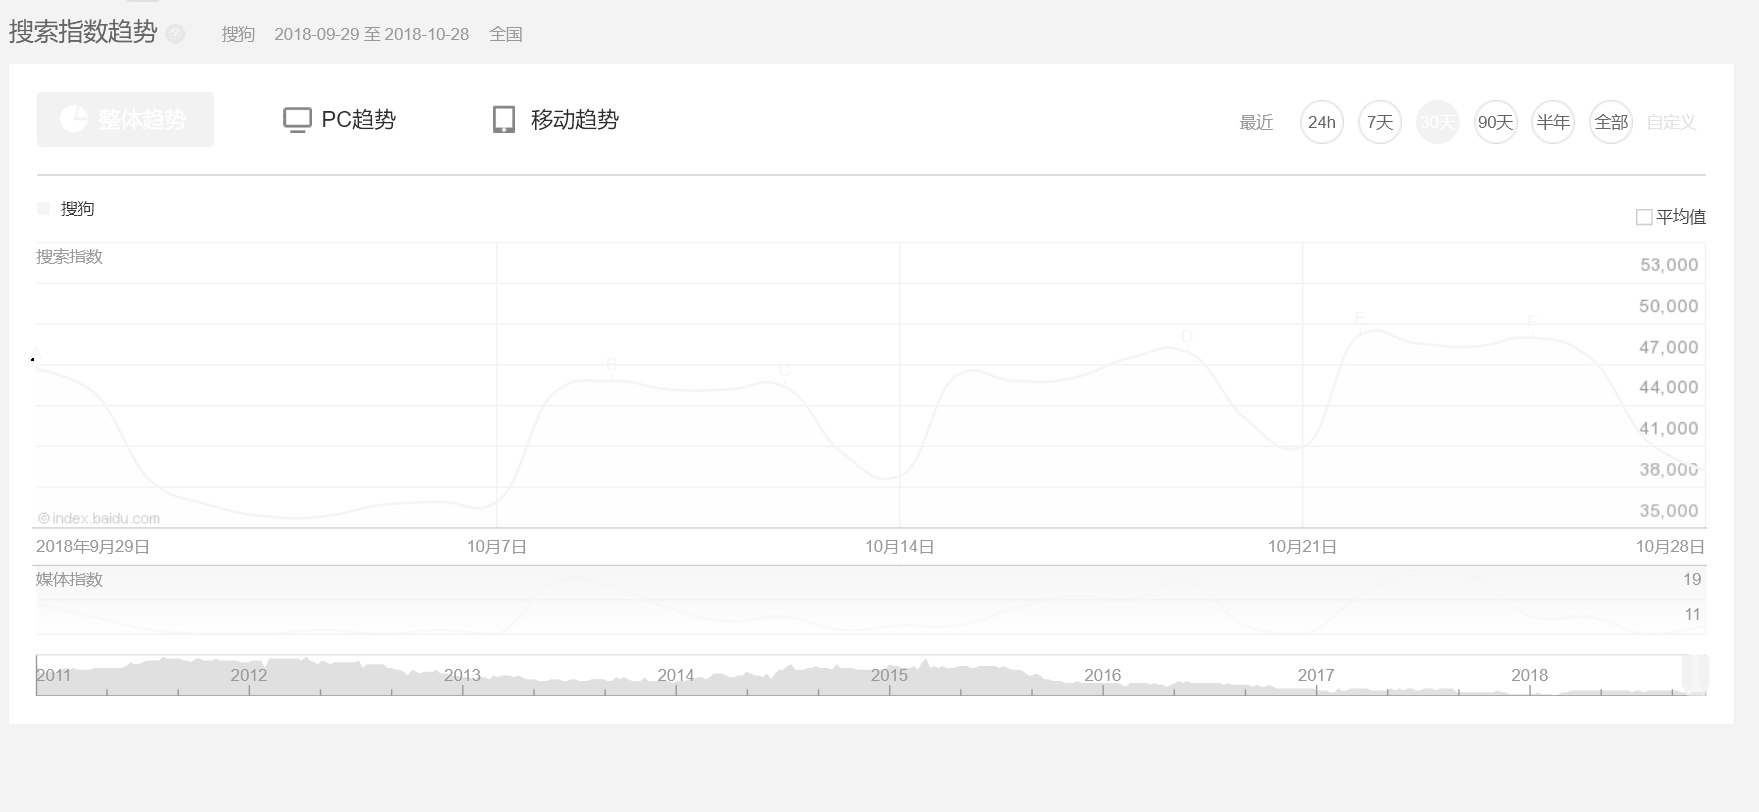 搜索指数趋势 ? 搜狗 2018-09-29 至 2018-10-28 全国
整体趋势 PC趋势 移动趋势 最近 24h 7天 30天 90天 半年 全部 自定义
搜狗 平均值
搜索指数
53,000
50,000
47,000
44,000
41,000
38,000
35,000
A B C D E F
© index.baidu.com
2018年9月29日 10月7日 10月14日 10月21日 10月28日
媒体指数 19
11
2011 2012 2013 2014 2015 2016 2017 2018